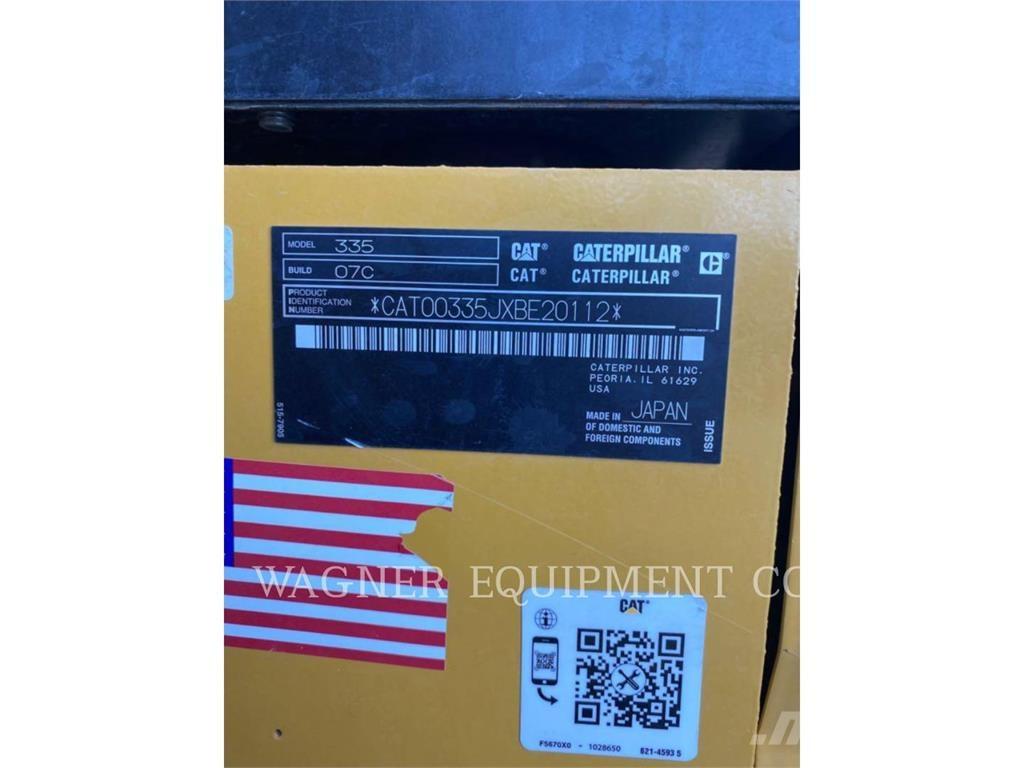 MODEL 335
BUILD 07C
CAT® CATERPILLAR®
CAT® CATERPILLAR®
PRODUCT
IDENTIFICATION
NUMBER
*CAT00335JXBE20112*
CATERPILLAR INC.
PEORIA. IL 61629
USA
MADE IN JAPAN
OF DOMESTIC AND
FOREIGN COMPONENTS
515-7905
ISSUE
WAGNER EQUIPMENT CO
CAT®
F5670X0 - 1028650 621-4593 5